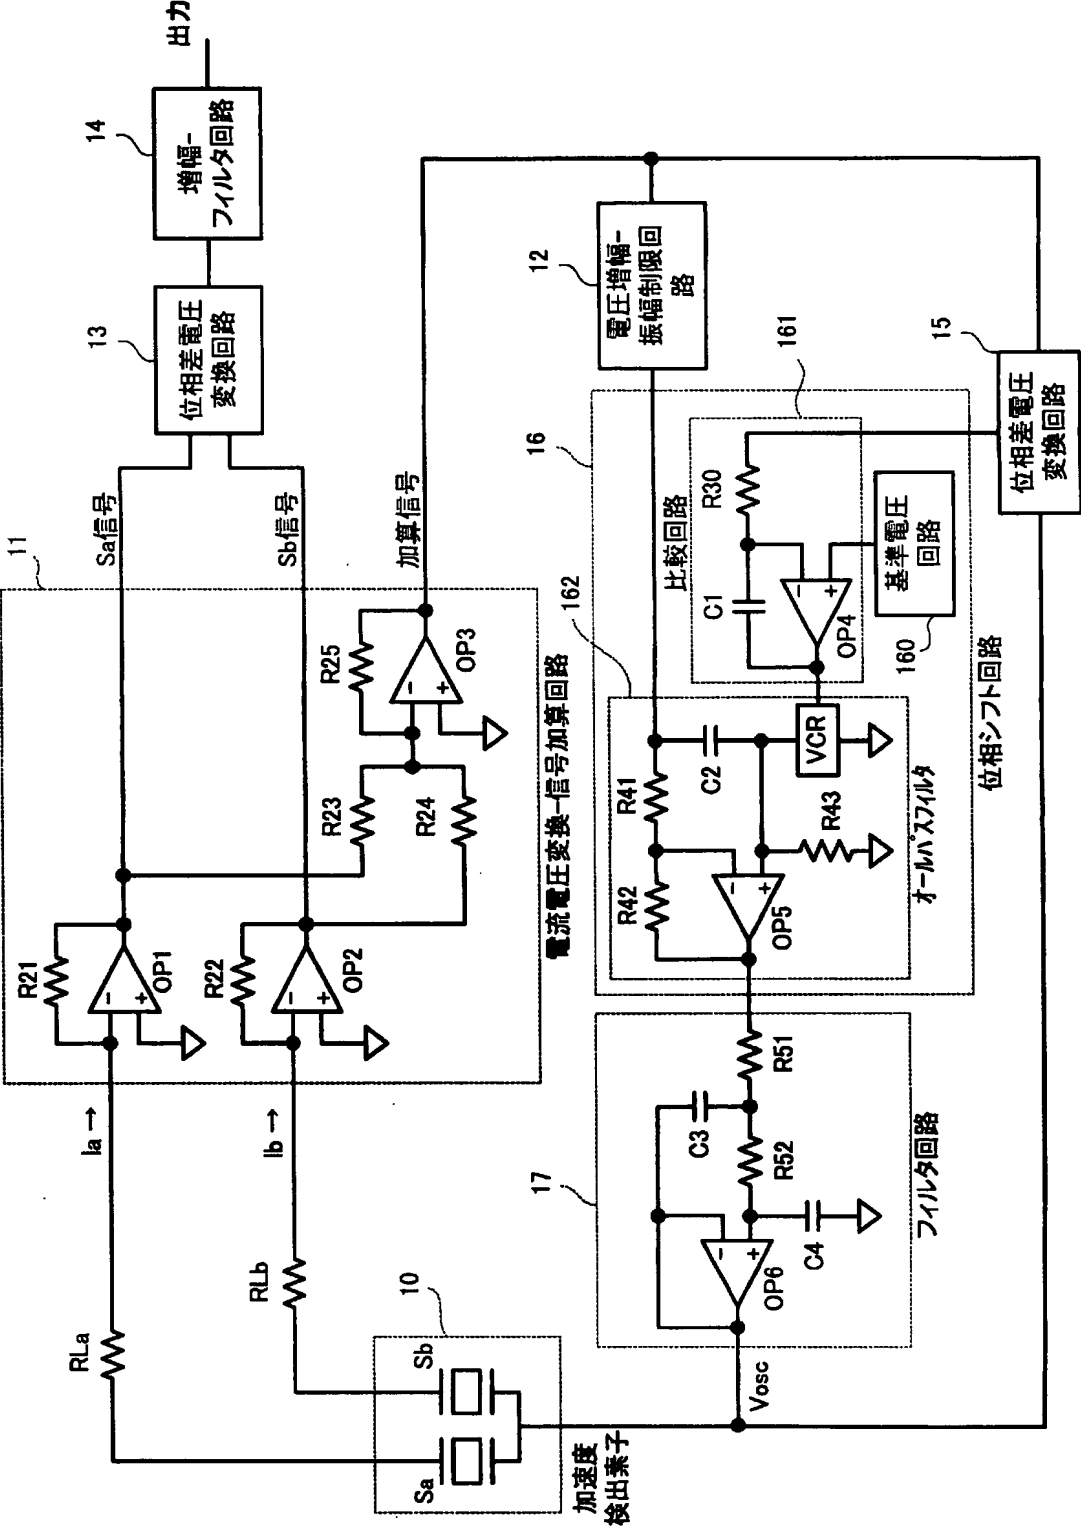 出力
14
増幅-
フィルタ回路
13
位相差電圧
変換回路
Sa信号
Sb信号
加算信号
11
R21
OP1
R22
OP2
R23
R24
R25
OP3
電流電圧変換-信号加算回路
Ia→
Ib→
RLa
RLb
10
Sa
Sb
加速度
検出素子
12
電圧増幅-
振幅制限回
路
15
位相差電圧
変換回路
16
161
比較回路
R30
C1
OP4
基準電圧
回路
160
162
R41
R42
C2
VCR
R43
OP5
オールパスフィルタ
位相シフト回路
17
R51
C3
R52
C4
OP6
フィルタ回路
Vosc